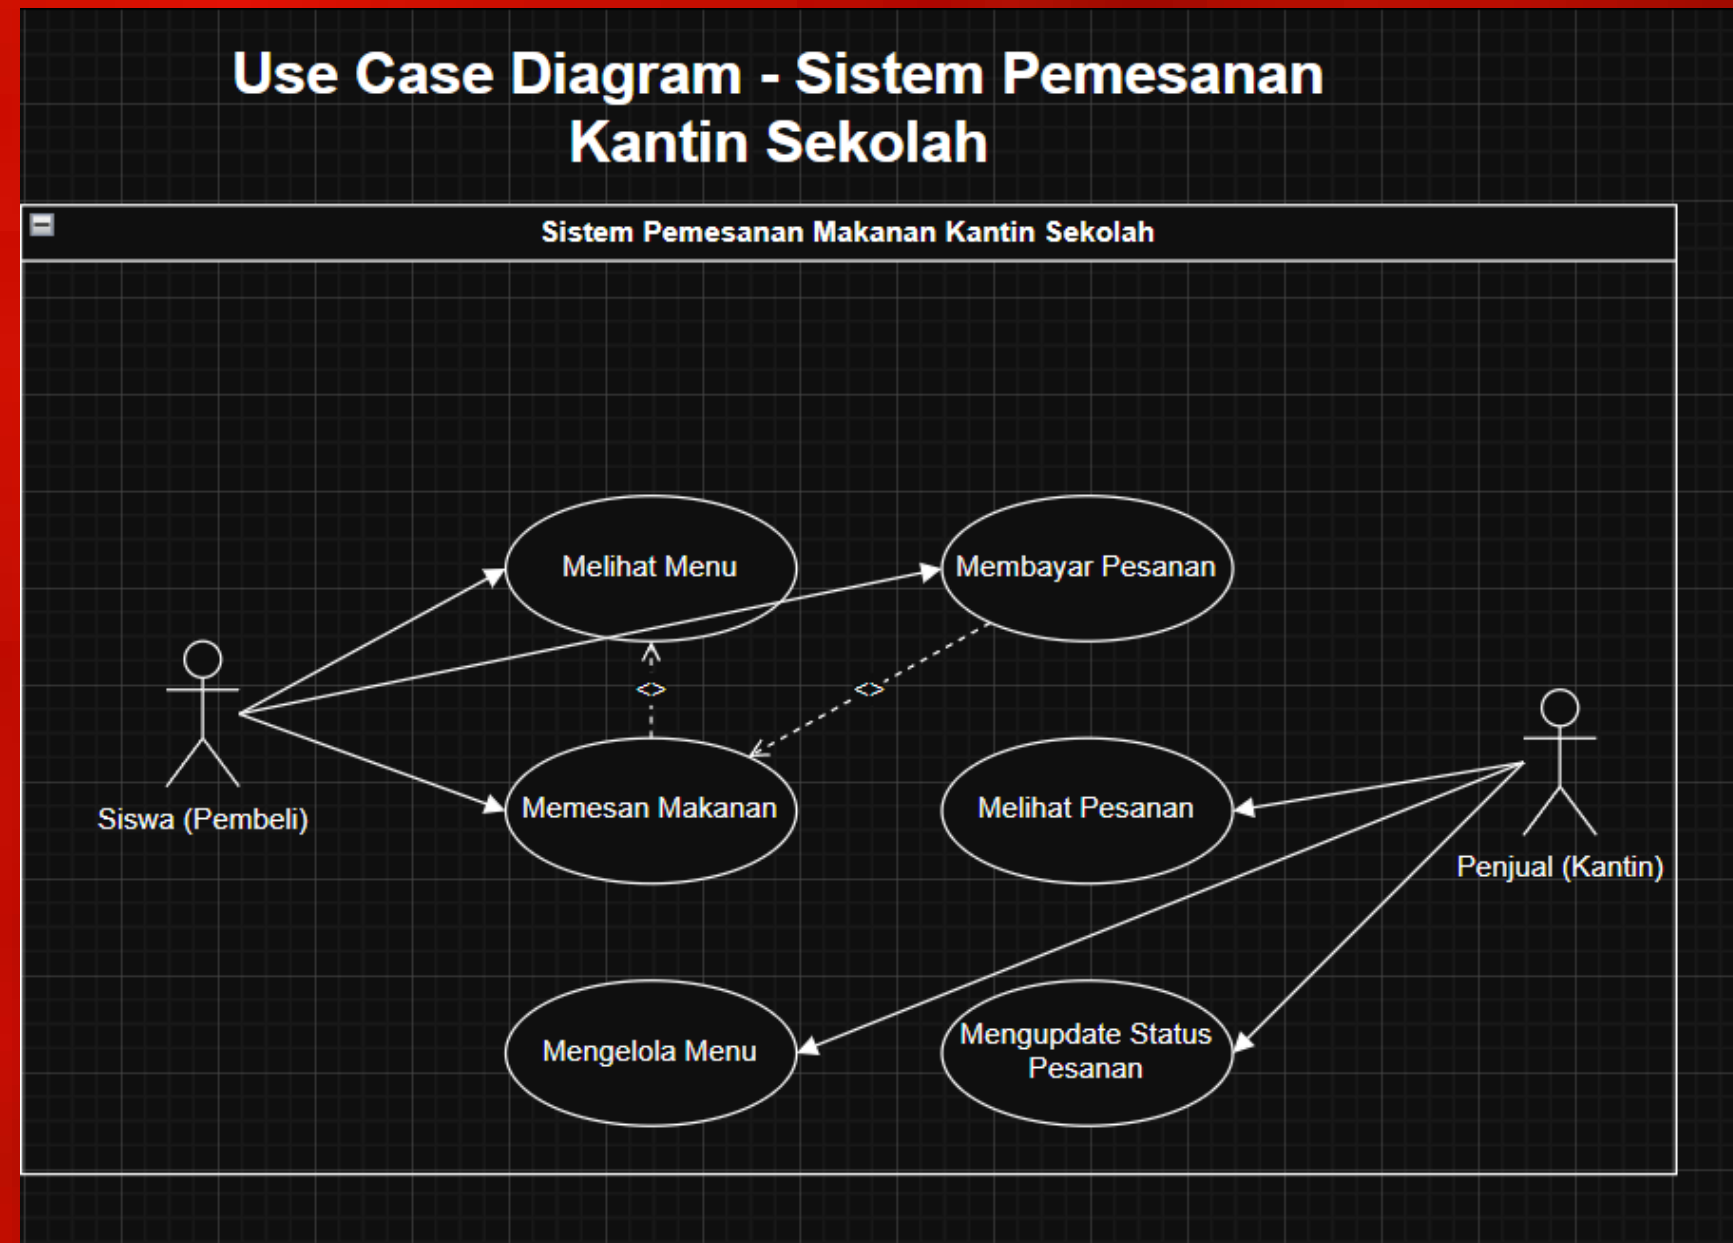 Use Case Diagram - Sistem Pemesanan
Kantin Sekolah
Sistem Pemesanan Makanan Kantin Sekolah
Melihat Menu
Membayar Pesanan
<>
<>
Siswa (Pembeli)
Memesan Makanan
Melihat Pesanan
Penjual (Kantin)
Mengelola Menu
Mengupdate Status
Pesanan